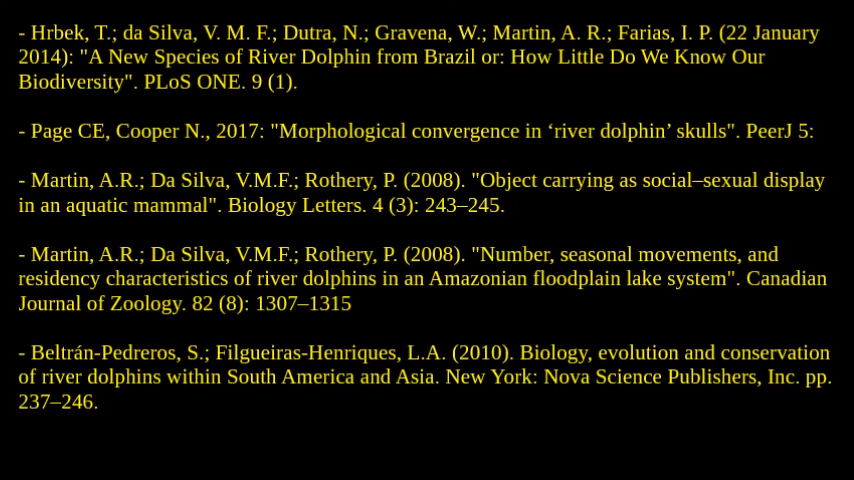 - Hrbek, T.; da Silva, V. M. F.; Dutra, N.; Gravena, W.; Martin, A. R.; Farias, I. P. (22 January
2014): "A New Species of River Dolphin from Brazil or: How Little Do We Know Our
Biodiversity". PLoS ONE. 9 (1).
- Page CE, Cooper N., 2017: "Morphological convergence in ‘river dolphin’ skulls". PeerJ 5:
- Martin, A.R.; Da Silva, V.M.F.; Rothery, P. (2008). "Object carrying as social–sexual display
in an aquatic mammal". Biology Letters. 4 (3): 243–245.
- Martin, A.R.; Da Silva, V.M.F.; Rothery, P. (2008). "Number, seasonal movements, and
residency characteristics of river dolphins in an Amazonian floodplain lake system". Canadian
Journal of Zoology. 82 (8): 1307–1315
- Beltrán-Pedreros, S.; Filgueiras-Henriques, L.A. (2010). Biology, evolution and conservation
of river dolphins within South America and Asia. New York: Nova Science Publishers, Inc. pp.
237–246.